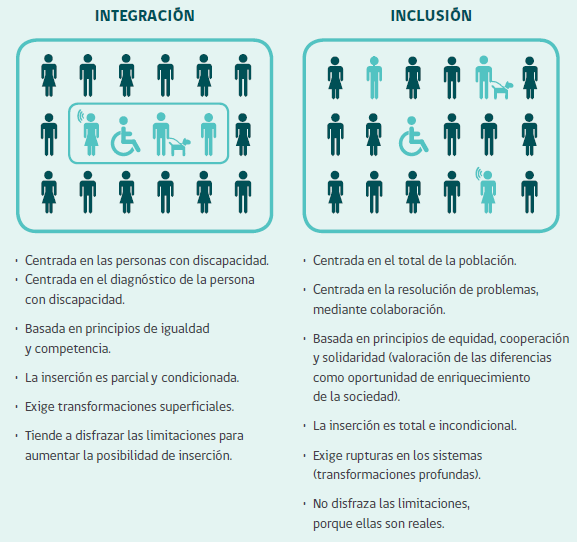 INTEGRACIÓN
· Centrada en las personas con discapacidad.
· Centrada en el diagnóstico de la persona
con discapacidad.
· Basada en principios de igualdad
y competencia.
· La inserción es parcial y condicionada.
· Exige transformaciones superficiales.
· Tiende a disfrazar las limitaciones para
aumentar la posibilidad de inserción.
INCLUSIÓN
· Centrada en el total de la población.
· Centrada en la resolución de problemas,
mediante colaboración.
· Basada en principios de equidad, cooperación
y solidaridad (valoración de las diferencias
como oportunidad de enriquecimiento
de la sociedad).
· La inserción es total e incondicional.
· Exige rupturas en los sistemas
(transformaciones profundas).
· No disfraza las limitaciones,
porque ellas son reales.